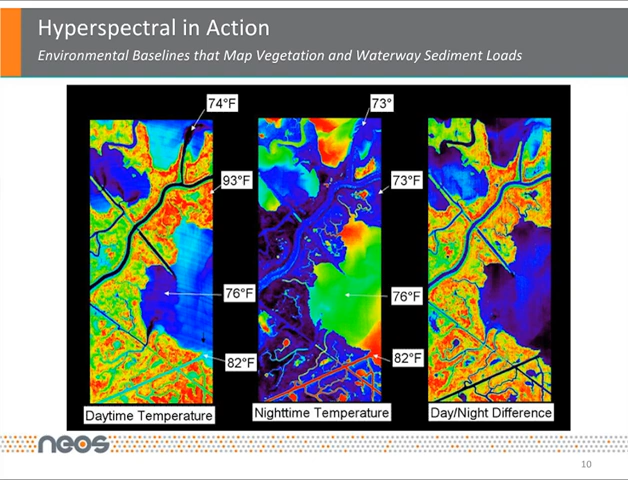 Hyperspectral in Action
Environmental Baselines that Map Vegetation and Waterway Sediment Loads
74°F
73°
93°F
73°F
76°F
76°F
82°F
82°F
Daytime Temperature
Nighttime Temperature
Day/Night Difference
neos
10